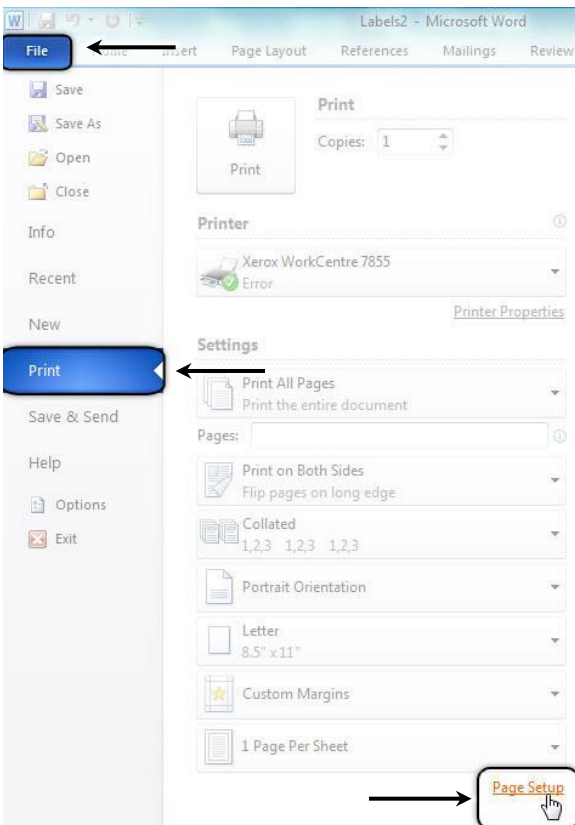 Labels2 - Microsoft Word
File Insert Page Layout References Mailings Review
Save
Save As
Open
Close
Info
Recent
New
Print
Save & Send
Help
Options
Exit
Print
Print
Copies: 1
Printer
Xerox WorkCentre 7855
Error
Printer Properties
Settings
Print All Pages
Print the entire document
Pages:
Print on Both Sides
Flip pages on long edge
Collated
1,2,3 1,2,3 1,2,3
Portrait Orientation
Letter
8.5" x 11"
Custom Margins
1 Page Per Sheet
Page Setup